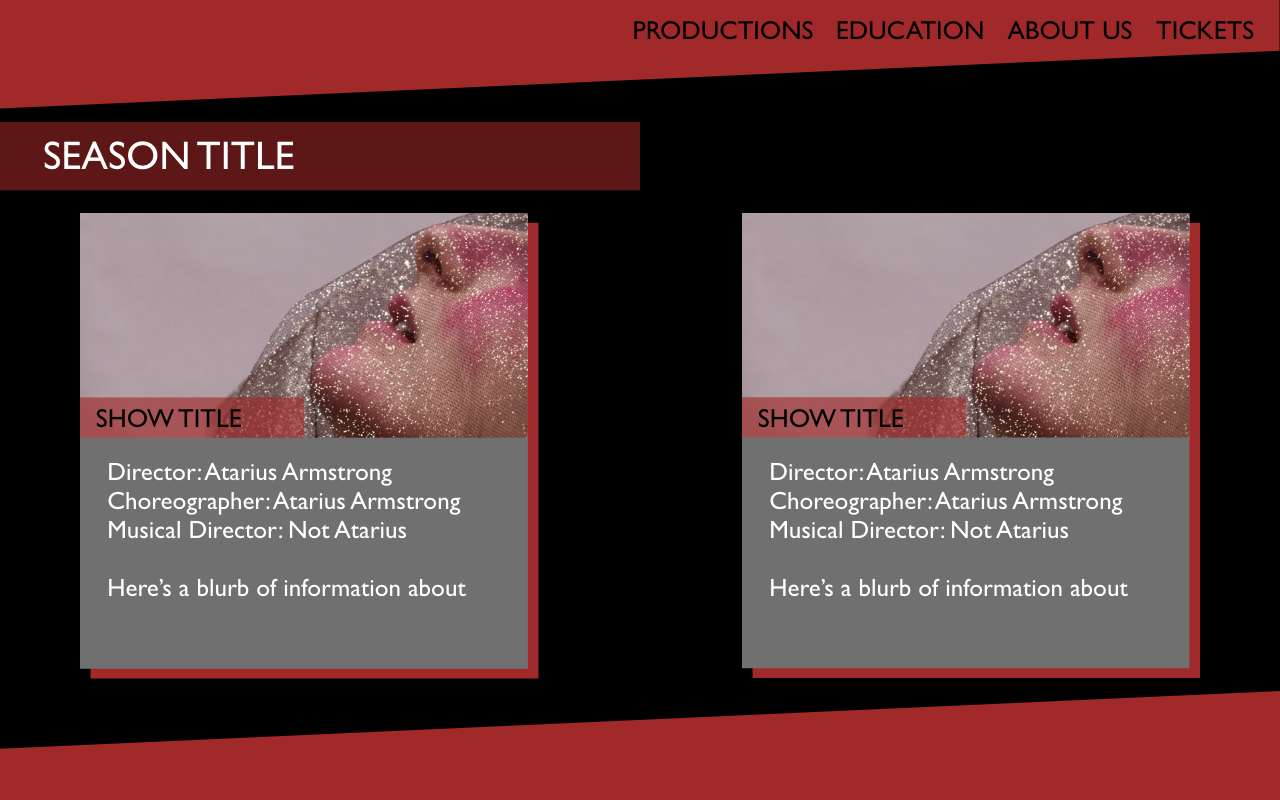 PRODUCTIONS EDUCATION ABOUT US TICKETS
SEASON TITLE
SHOW TITLE
Director: Atarius Armstrong
Choreographer: Atarius Armstrong
Musical Director: Not Atarius
Here’s a blurb of information about
SHOW TITLE
Director: Atarius Armstrong
Choreographer: Atarius Armstrong
Musical Director: Not Atarius
Here’s a blurb of information about